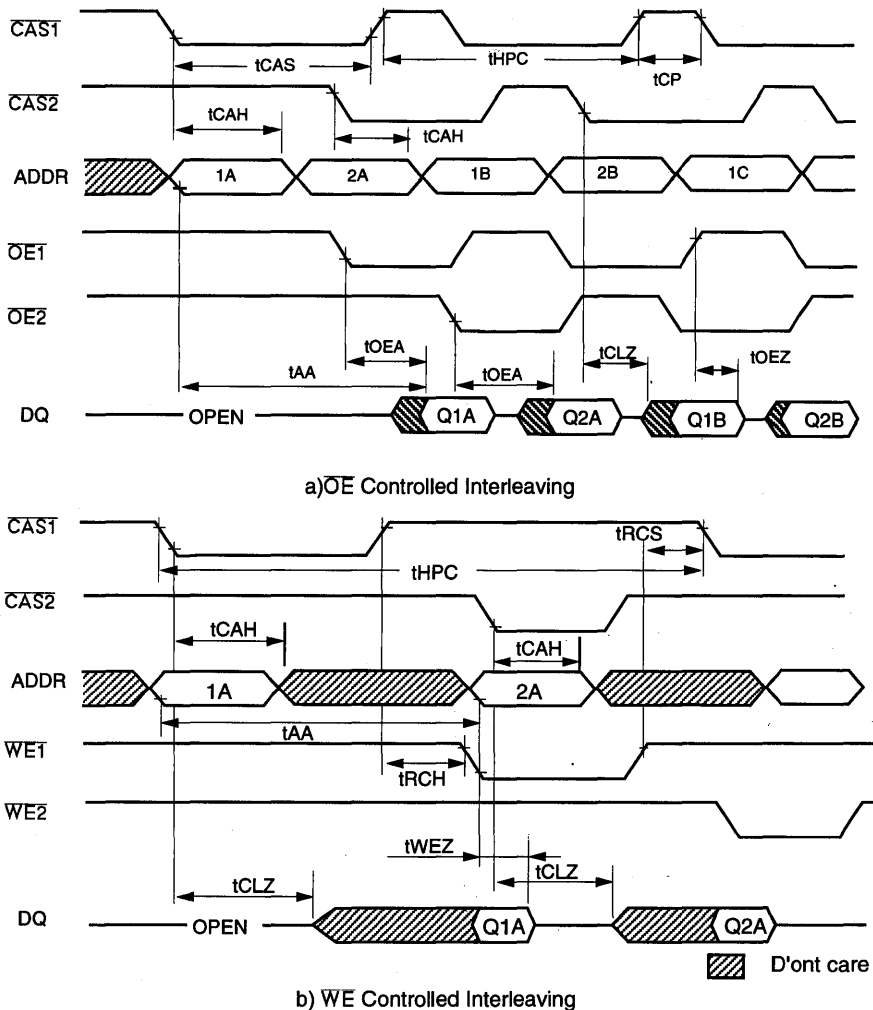 CAS1
tCAS
tHPC
tCP
CAS2
tCAH
tCAH
ADDR
1A
2A
1B
2B
1C
OE1
OE2
tOEA
tCLZ
tOEZ
tAA
tOEA
DQ
OPEN
Q1A
Q2A
Q1B
Q2B
a)OE Controlled Interleaving
CAS1
tRCS
tHPC
CAS2
tCAH
tCAH
ADDR
1A
2A
tAA
WE1
tRCH
WE2
tWEZ
tCLZ
tCLZ
DQ
OPEN
Q1A
Q2A
D'ont care
b) WE Controlled Interleaving